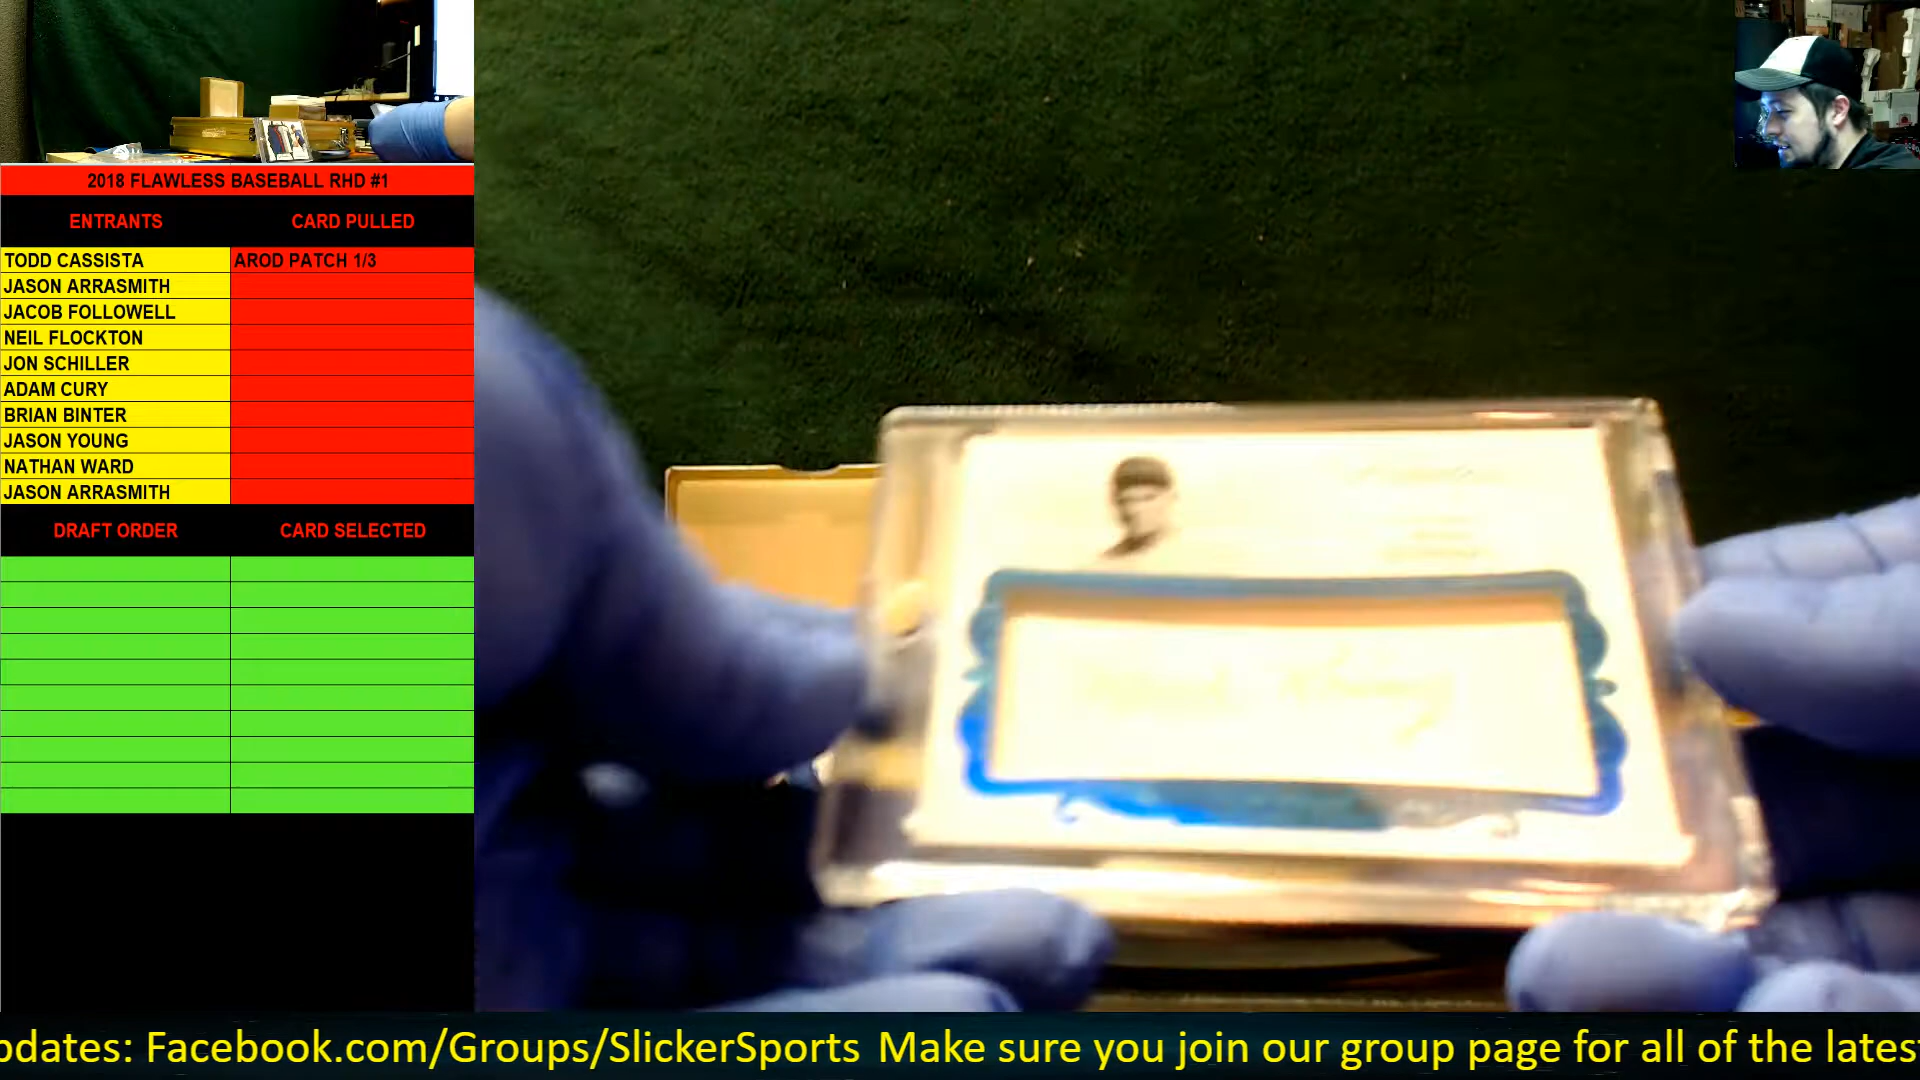 2018 FLAWLESS BASEBALL RHD #1
ENTRANTS CARD PULLED
TODD CASSISTA AROD PATCH 1/3
JASON ARRASMITH
JACOB FOLLOWELL
NEIL FLOCKTON
JON SCHILLER
ADAM CURY
BRIAN BINTER
JASON YOUNG
NATHAN WARD
JASON ARRASMITH
DRAFT ORDER CARD SELECTED
pdates: Facebook.com/Groups/SlickerSports Make sure you join our group page for all of the latest